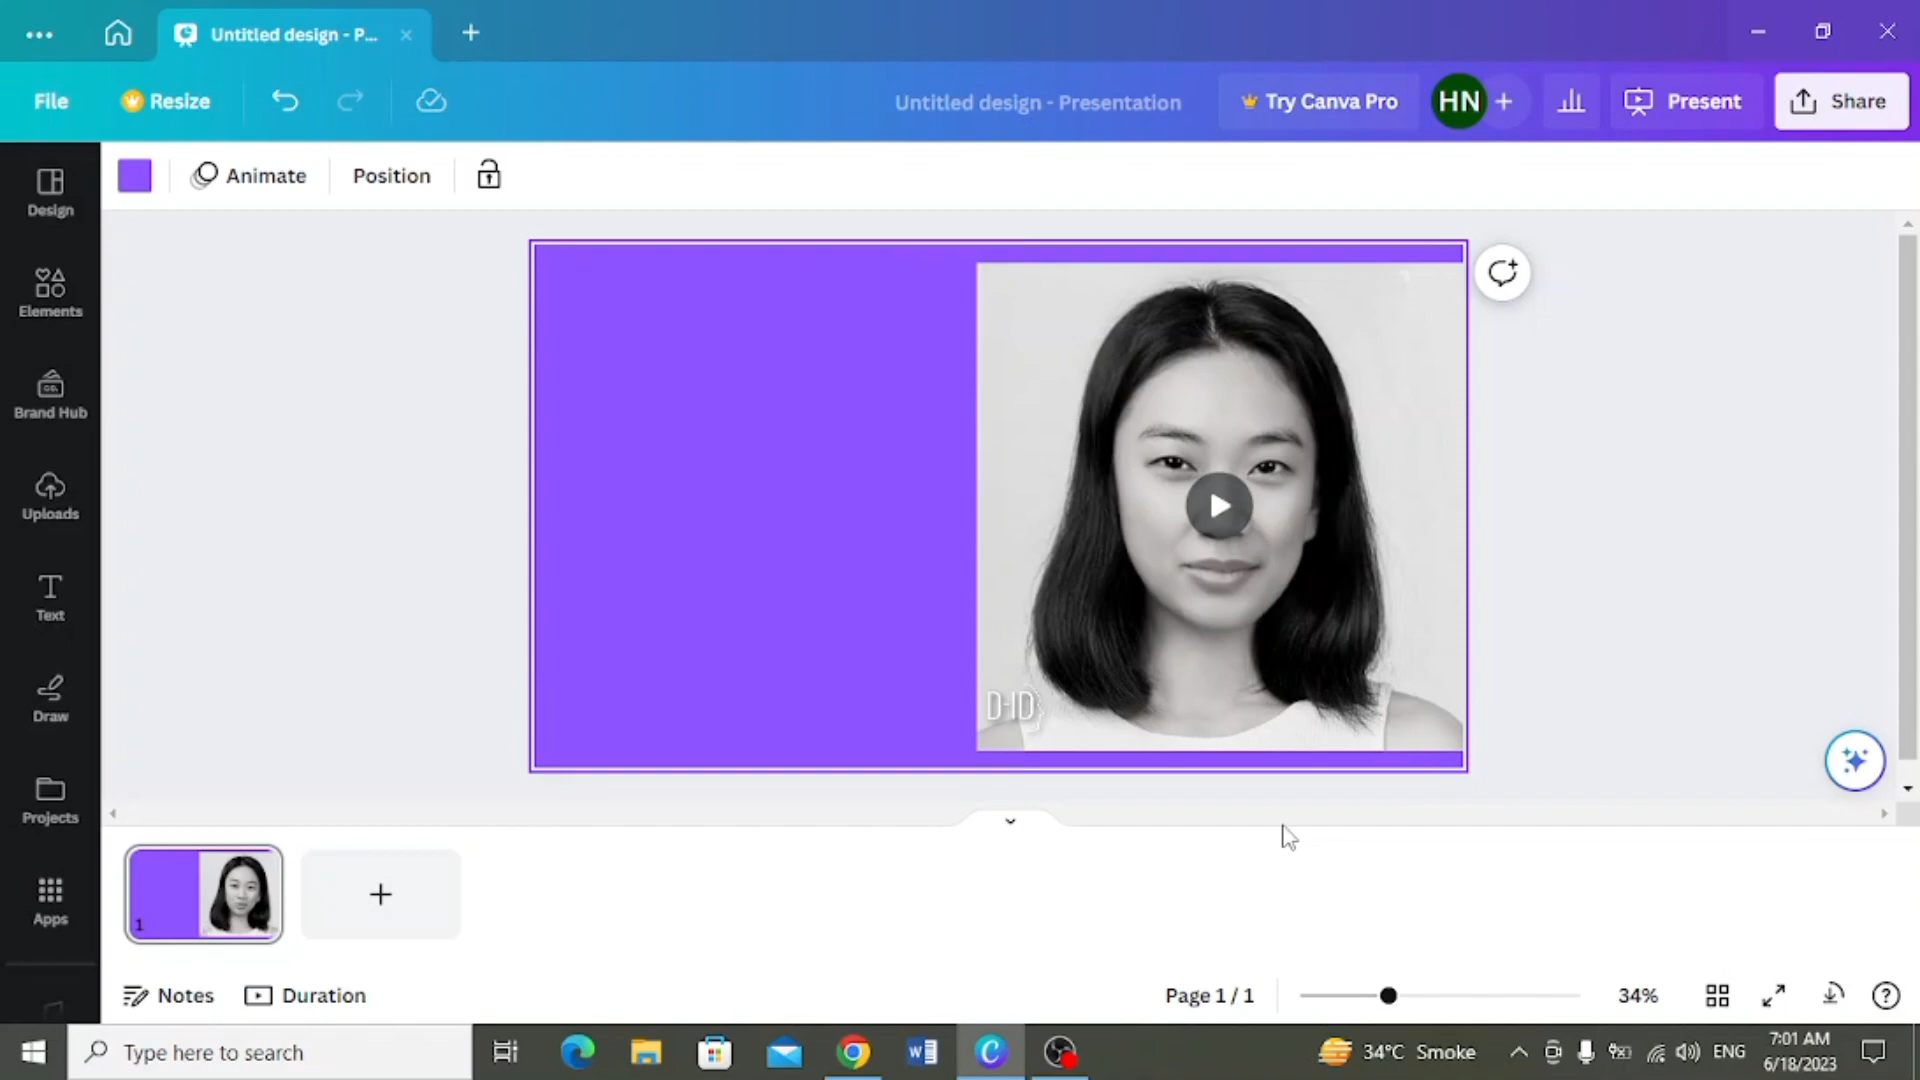 Untitled design - P...
File
Resize
Untitled design - Presentation
Try Canva Pro
HN
Present
Share
Design
Elements
Brand Hub
Uploads
Text
Draw
Projects
Apps
Animate
Position
D-ID
1
Notes
Duration
Page 1 / 1
34%
Type here to search
34°C Smoke
ENG
7:01 AM
6/18/2023